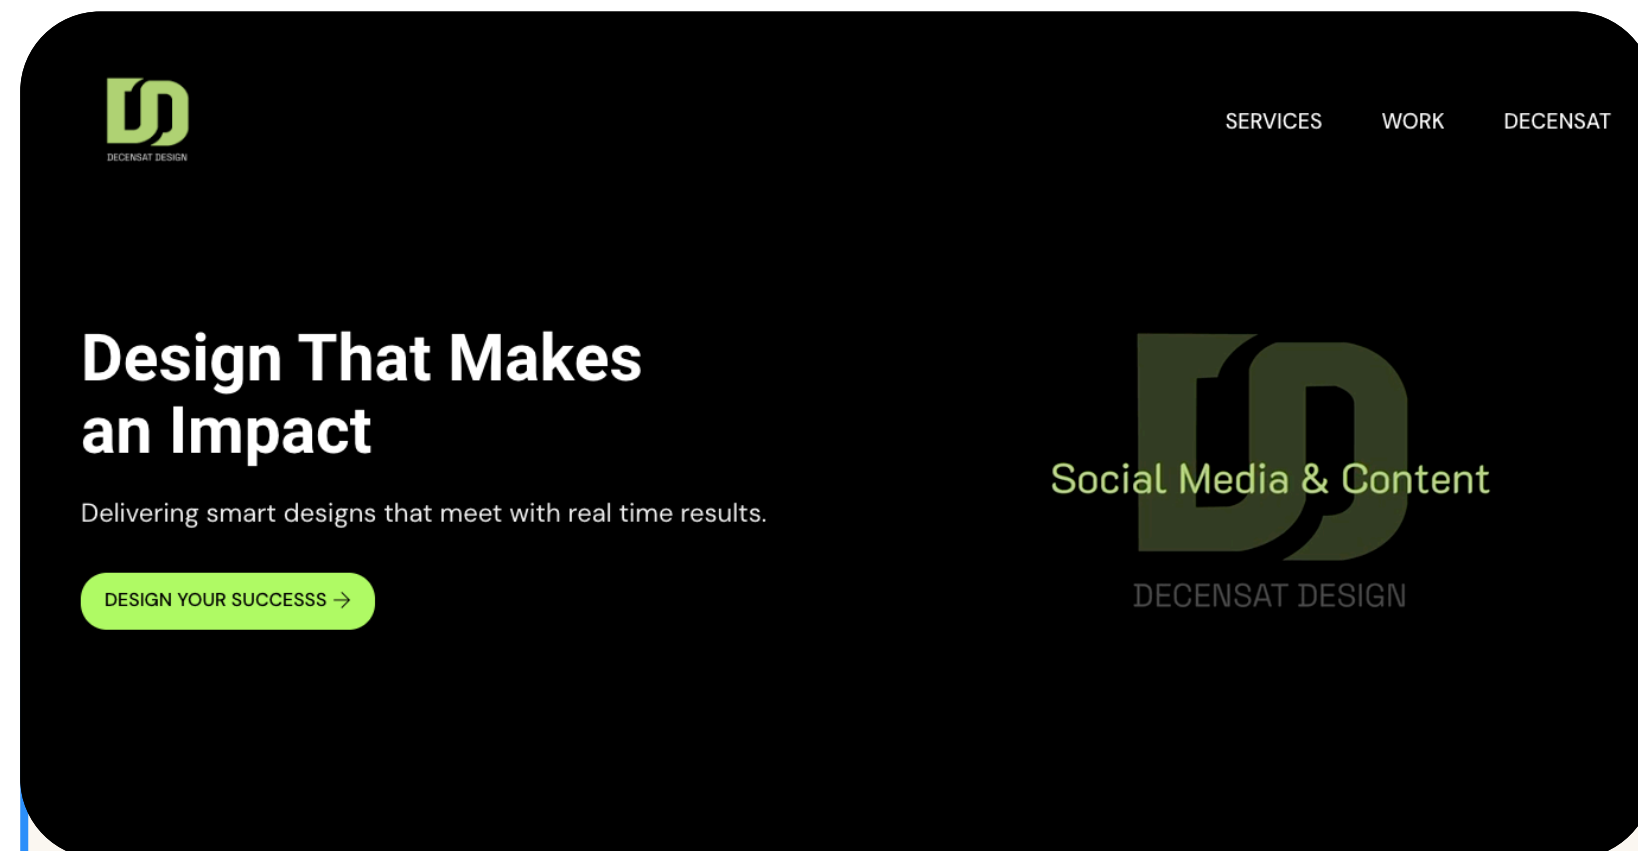 DECENSAT DESIGN
SERVICES WORK DECENSAT
Design That Makes
an Impact
Delivering smart designs that meet with real time results.
DESIGN YOUR SUCCESSS →
Social Media & Content
DECENSAT DESIGN